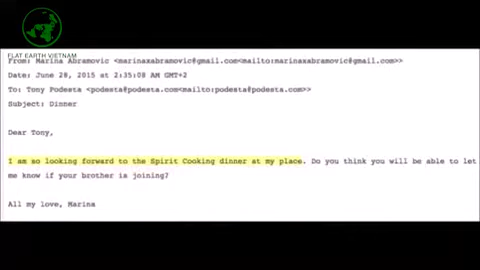 FLAT EARTH VIETNAM
From: Marina Abramovic <marinaxabramovic@gmail.com<mailto:marinaxabramovic@gmail.com>>
Date: June 28, 2015 at 2:35:08 AM GMT+2
To: Tony Podesta <podesta@podesta.com<mailto:podesta@podesta.com>>
Subject: Dinner
Dear Tony,
I am so looking forward to the Spirit Cooking dinner at my place. Do you think you will be able to let
me know if your brother is joining?
All my love, Marina